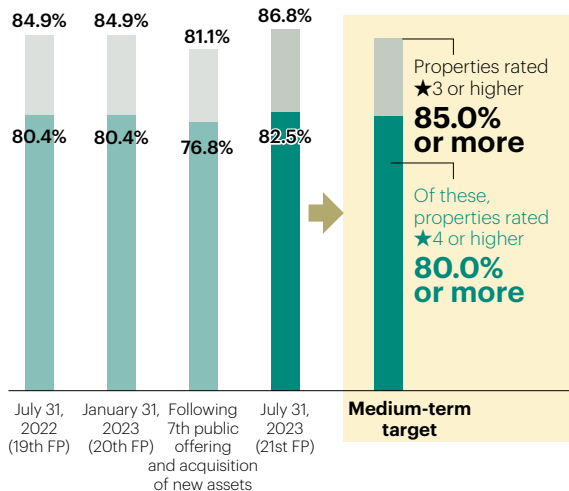 84.9%
84.9%
81.1%
86.8%
80.4%
80.4%
76.8%
82.5%
Properties rated
★3 or higher
85.0%
or more
Of these,
properties rated
★4 or higher
80.0%
or more
July 31,
2022
(19th FP)
January 31,
2023
(20th FP)
Following
7th public
offering
and acquisition
of new assets
July 31,
2023
(21st FP)
Medium-term
target